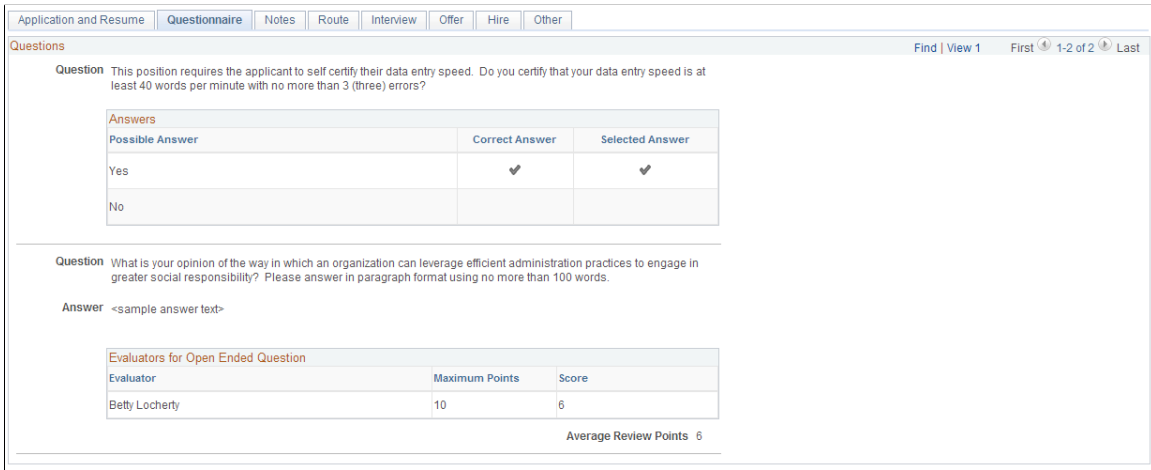 Application and Resume Questionnaire Notes Route Interview Offer Hire Other
Questions Find | View 1 First 1-2 of 2 Last
Question This position requires the applicant to self certify their data entry speed. Do you certify that your data entry speed is at
least 40 words per minute with no more than 3 (three) errors?
Answers
Possible Answer Correct Answer Selected Answer
Yes
No
Question What is your opinion of the way in which an organization can leverage efficient administration practices to engage in
greater social responsibility? Please answer in paragraph format using no more than 100 words.
Answer <sample answer text>
Evaluators for Open Ended Question
Evaluator Maximum Points Score
Betty Locherty 10 6
Average Review Points 6